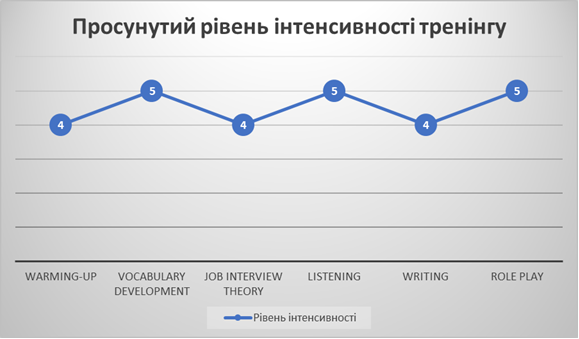 Просунутий рівень інтенсивності тренінгу
4
5
4
5
4
5
WARMING-UP
VOCABULARY
DEVELOPMENT
JOB INTERVIEW
THEORY
LISTENING
WRITING
ROLE PLAY
Рівень інтенсивності